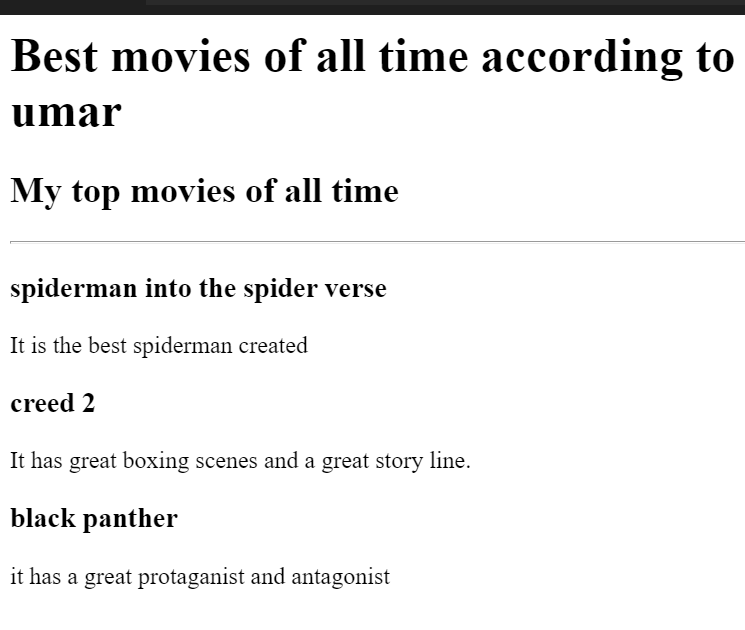 Best movies of all time according to
umar
My top movies of all time
spiderman into the spider verse
It is the best spiderman created
creed 2
It has great boxing scenes and a great story line.
black panther
it has a great protaganist and antagonist